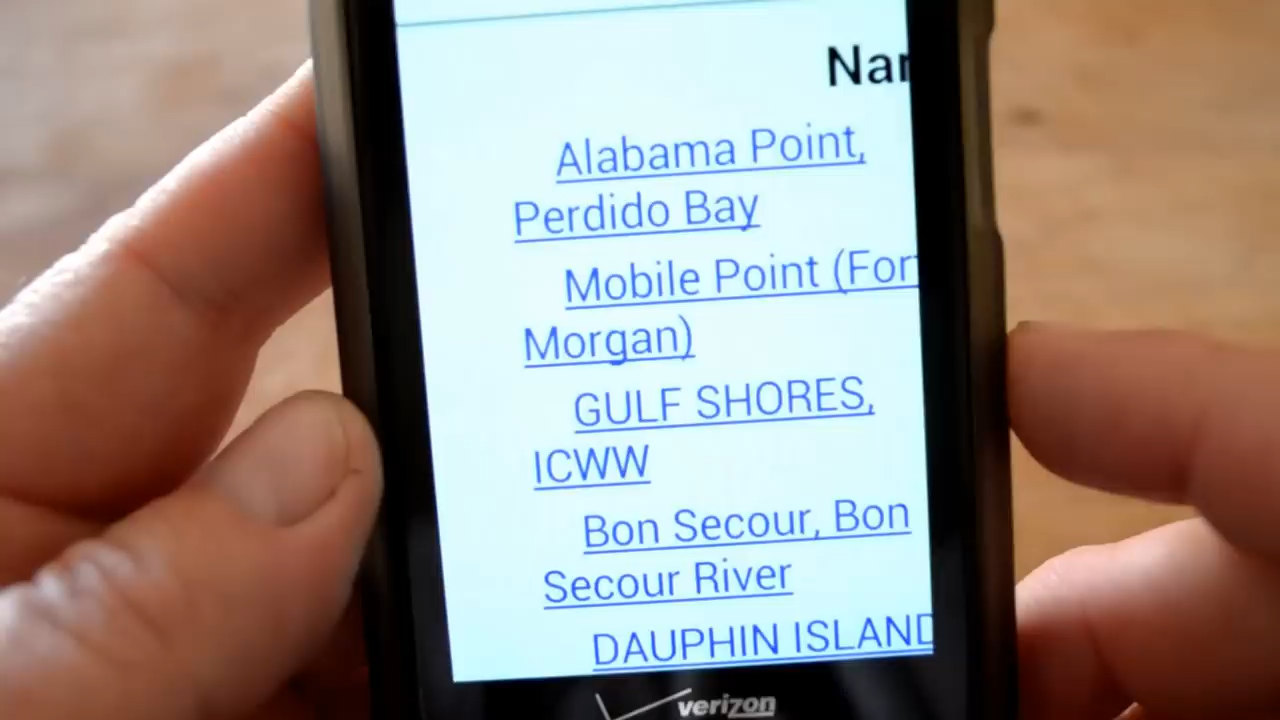 Nar
Alabama Point,
Perdido Bay
Mobile Point (For
Morgan)
GULF SHORES,
ICWW
Bon Secour, Bon
Secour River
DAUPHIN ISLAND
verizon